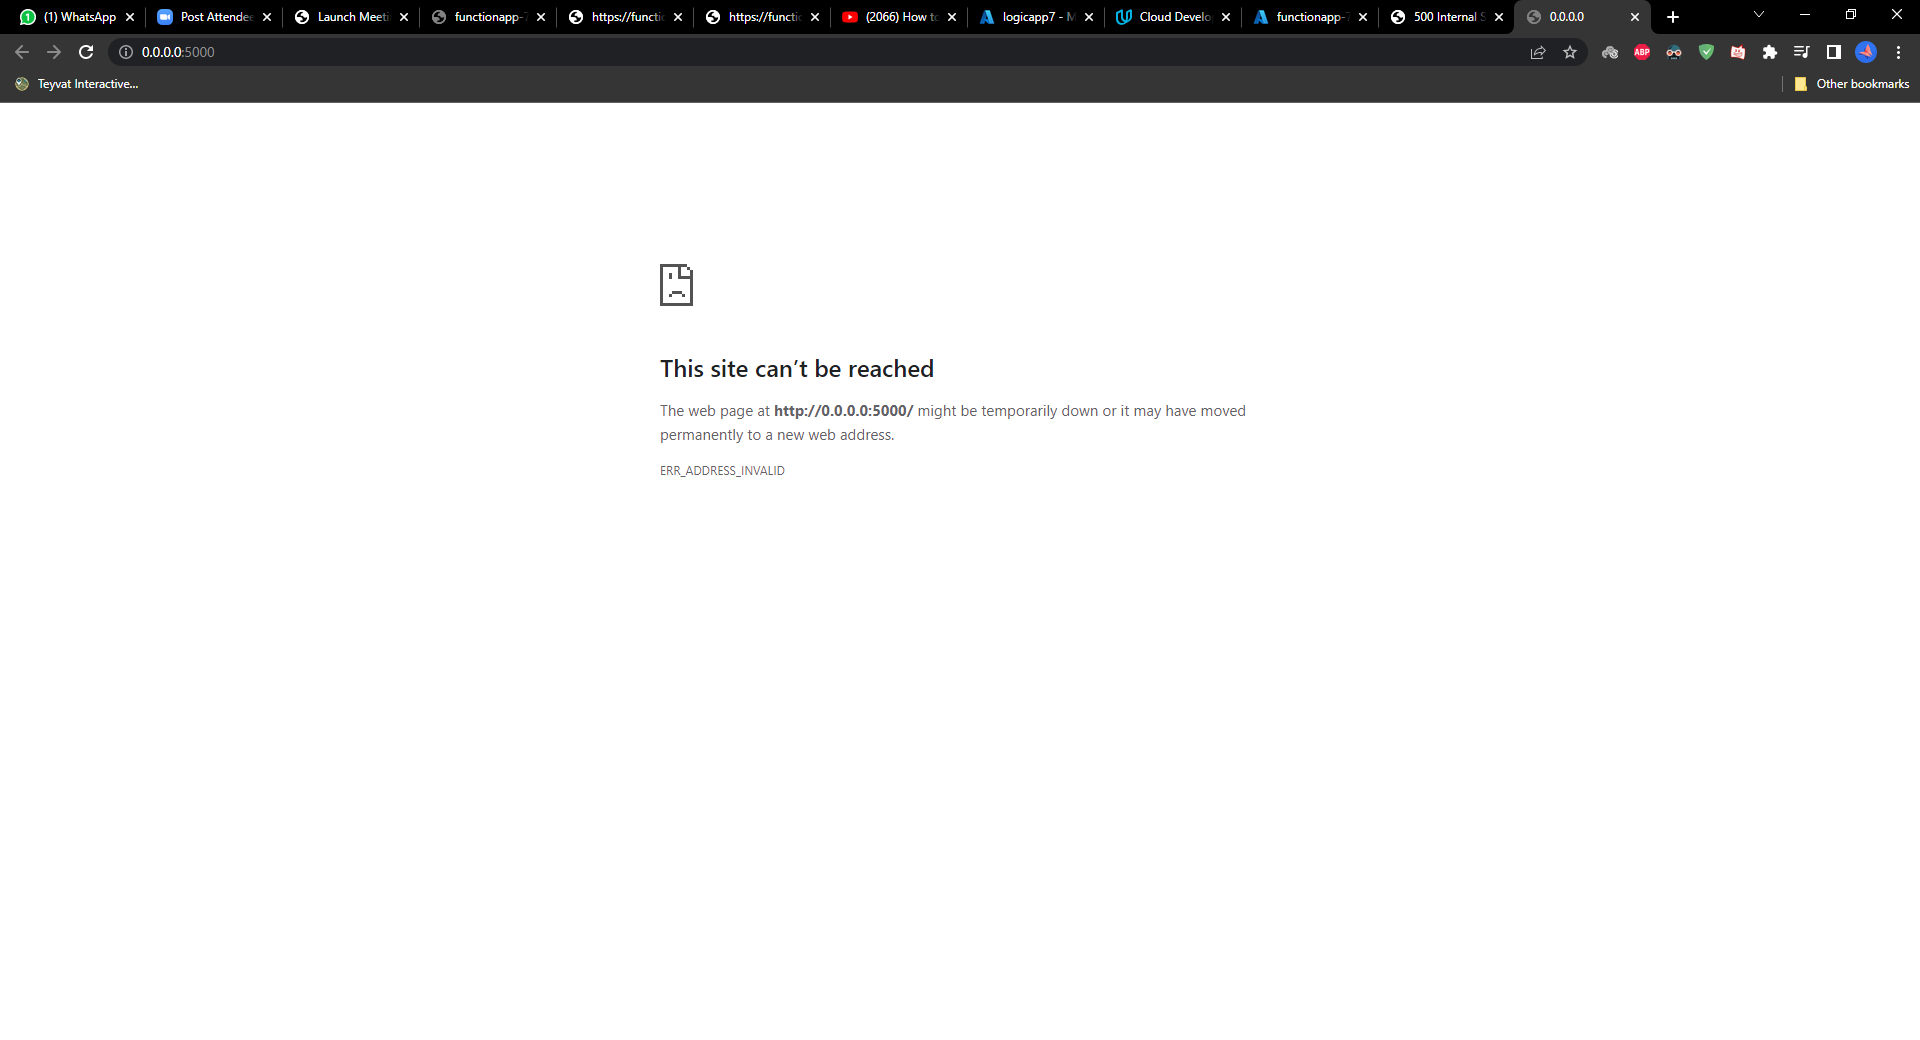 (1) WhatsApp
Post Attendee
Launch Meeti
functionapp-7
https://functio
https://functio
(2066) How to
logicapp7 - M
Cloud Develo
functionapp-7
500 Internal S
0.0.0.0
0.0.0.0:5000
ABP
Teyvat Interactive...
Other bookmarks
This site can’t be reached
The web page at http://0.0.0.0:5000/ might be temporarily down or it may have moved
permanently to a new web address.
ERR_ADDRESS_INVALID